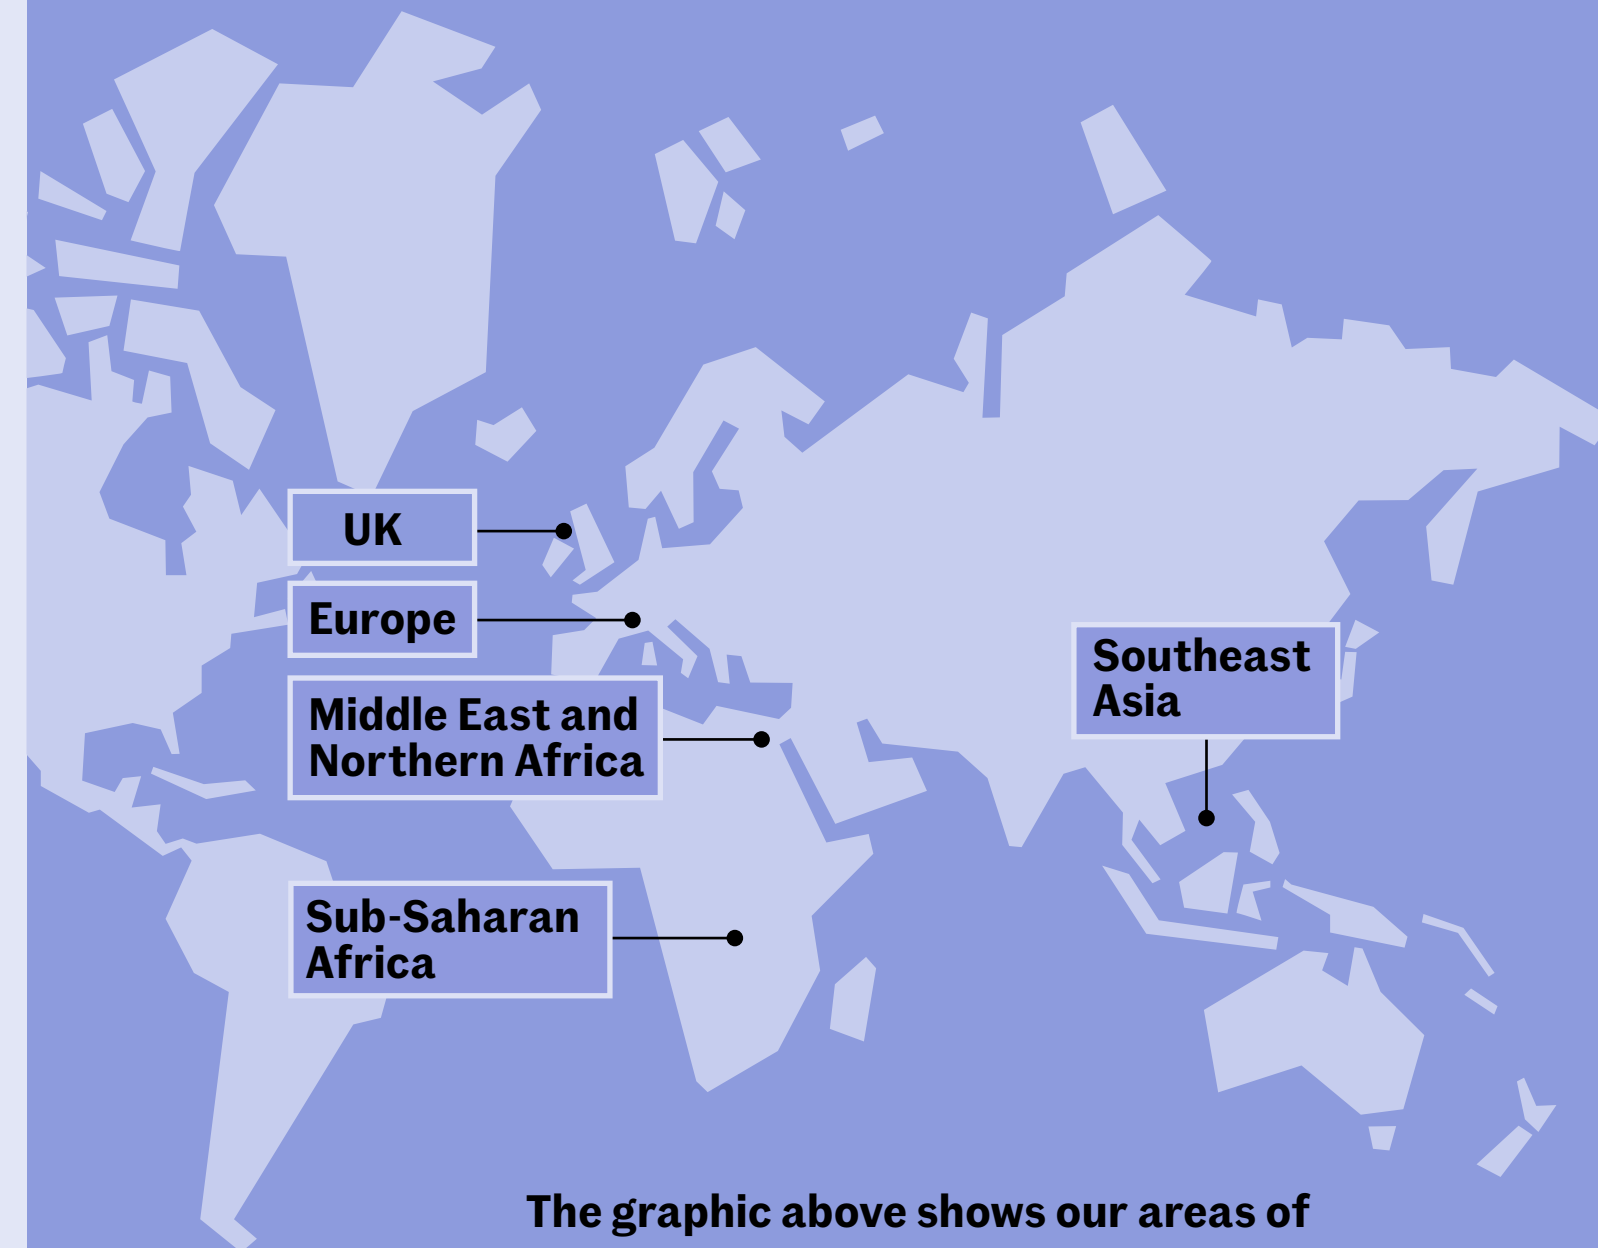 UK
Europe
Middle East and
Northern Africa
Southeast
Asia
Sub-Saharan
Africa
The graphic above shows our areas of